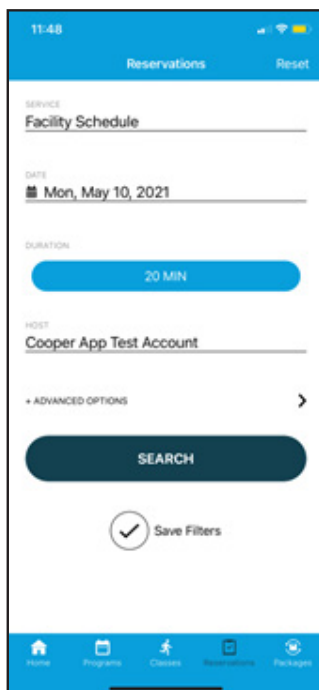 11:48
Reservations Reset
SERVICE
Facility Schedule
DATE
Mon, May 10, 2021
DURATION
20 MIN
HOST
Cooper App Test Account
+ ADVANCED OPTIONS
SEARCH
Save Filters
Home Programs Classes Reservations Packages